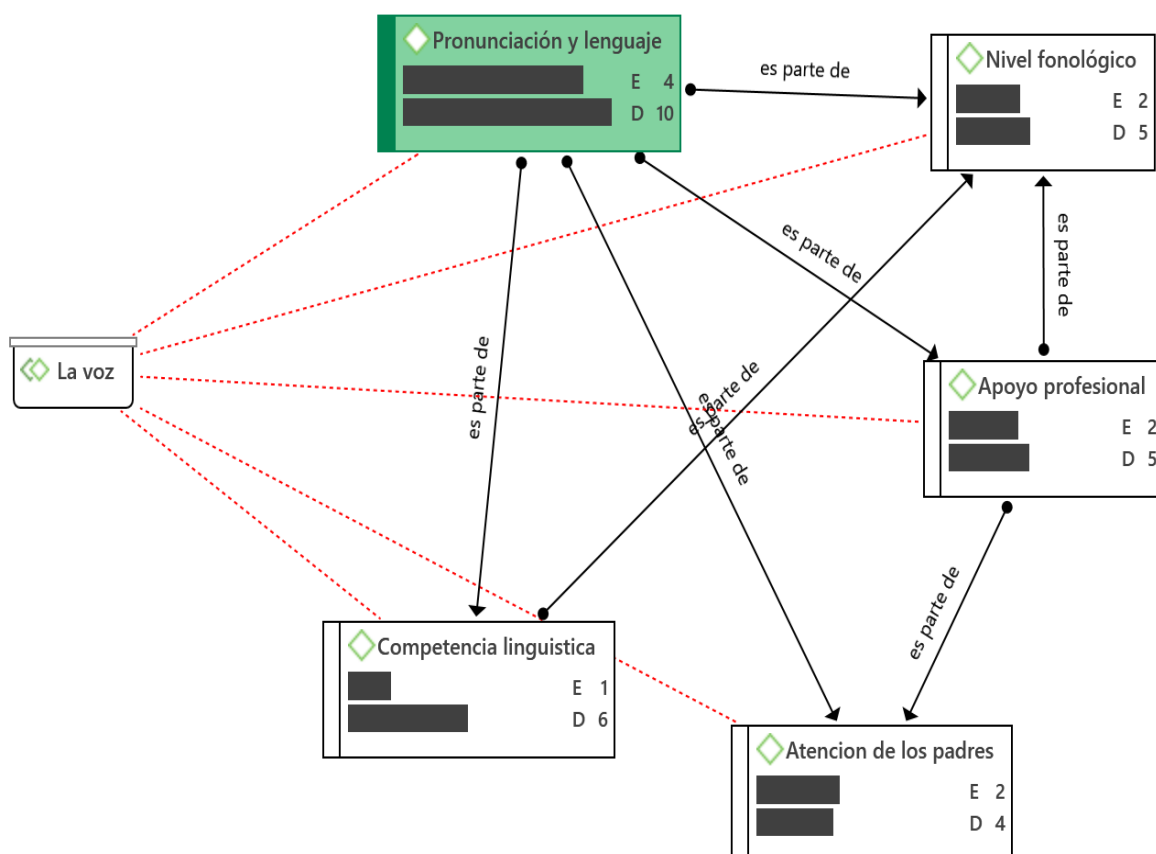 Pronunciación y lenguaje
E 4
D 10
es parte de
Nivel fonológico
E 2
D 5
es parte de
es parte de
La voz
es parte de
es parte de
es parte de
Apoyo profesional
E 2
D 5
es parte de
Competencia linguistica
E 1
D 6
Atencion de los padres
E 2
D 4